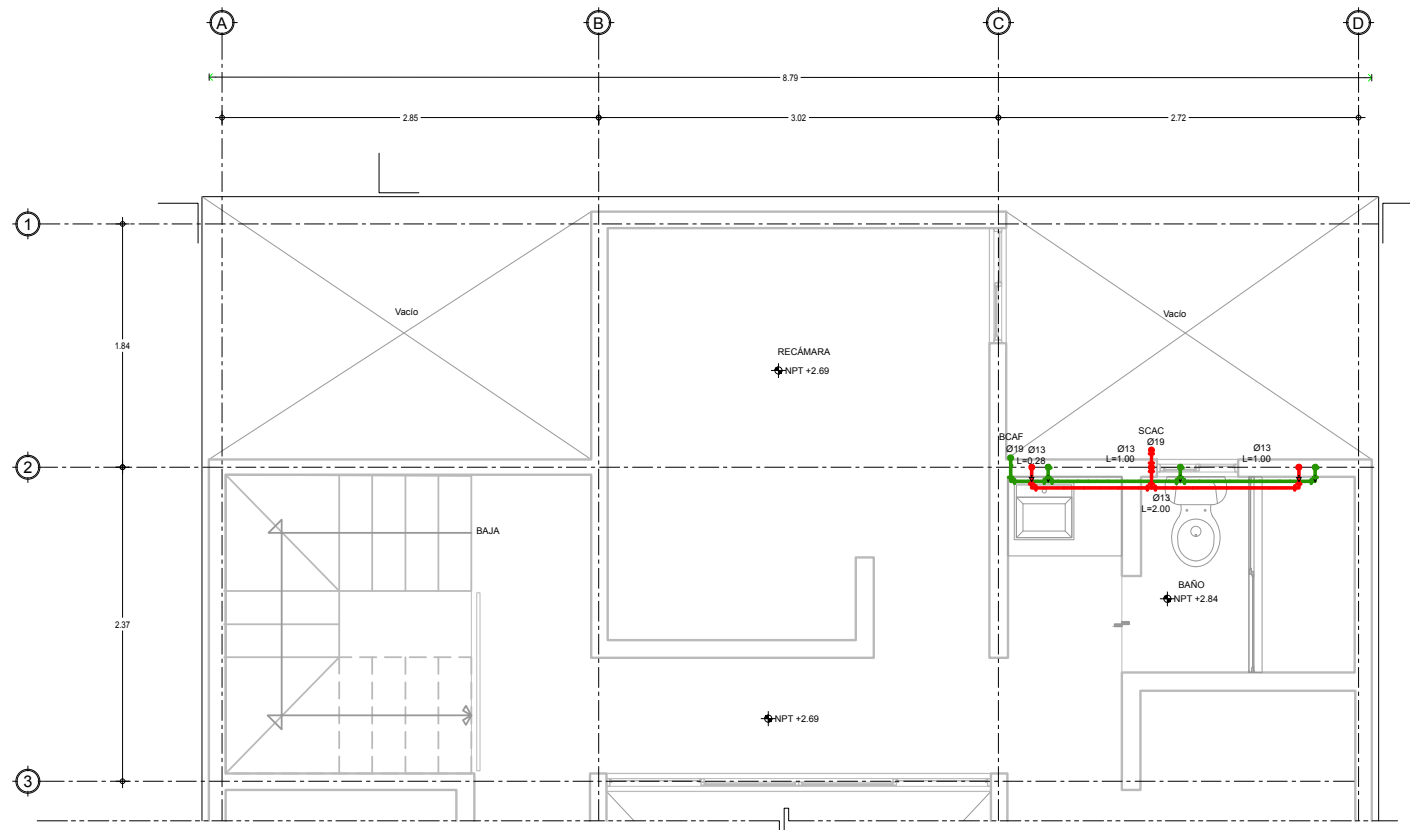 A
B
C
D
8.79
2.85
3.02
2.72
1
1.84
Vacío
Vacío
RECÁMARA
NPT +2.69
BCAF
Ø19
Ø13
L=0.28
Ø13
L=1.00
SCAC
Ø19
Ø13
L=1.00
2
Ø13
L=2.00
BAJA
BAÑO
NPT +2.84
2.37
NPT +2.69
3